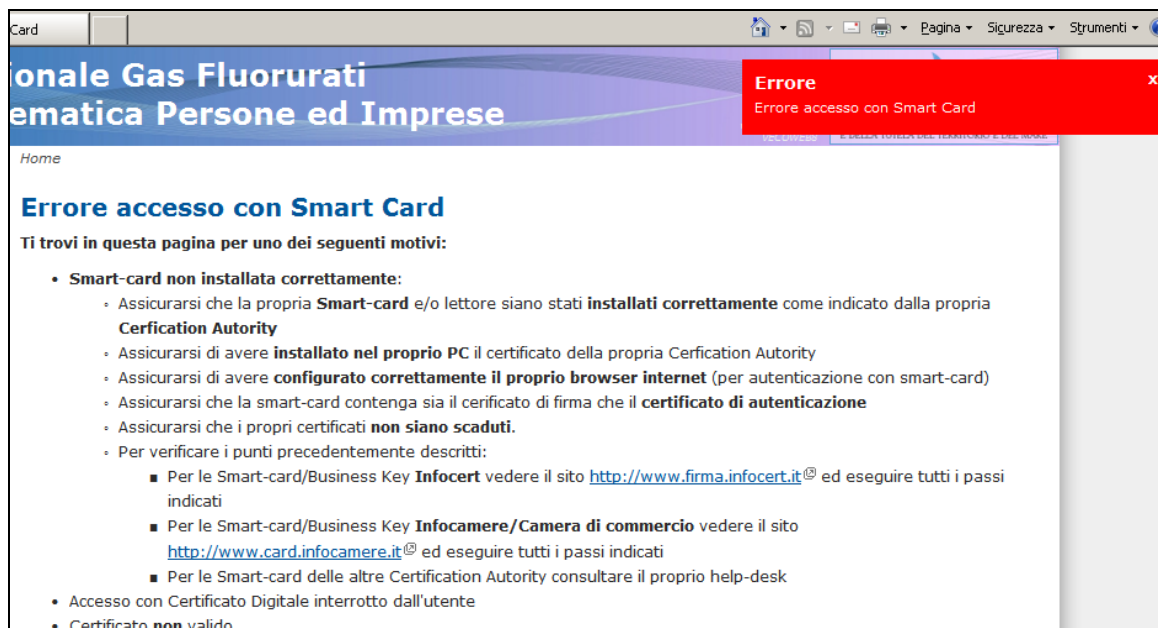 Card
Pagina Sicurezza Strumenti
ionale Gas Fluorurati
ematica Persone ed Imprese
Errore x
Errore accesso con Smart Card
E DELLA TUTELA DEL TERRITORIO E DEL MARE
Home
Errore accesso con Smart Card
Ti trovi in questa pagina per uno dei seguenti motivi:
• Smart-card non installata correttamente:
◦ Assicurarsi che la propria Smart-card e/o lettore siano stati installati correttamente come indicato dalla propria
Cerfication Autority
◦ Assicurarsi di avere installato nel proprio PC il certificato della propria Cerfication Autority
◦ Assicurarsi di avere configurato correttamente il proprio browser internet (per autenticazione con smart-card)
◦ Assicurarsi che la smart-card contenga sia il cerificato di firma che il certificato di autenticazione
◦ Assicurarsi che i propri certificati non siano scaduti.
◦ Per verificare i punti precedentemente descritti:
▪ Per le Smart-card/Business Key Infocert vedere il sito http://www.firma.infocert.it ed eseguire tutti i passi
indicati
▪ Per le Smart-card/Business Key Infocamere/Camera di commercio vedere il sito
http://www.card.infocamere.it ed eseguire tutti i passi indicati
▪ Per le Smart-card delle altre Certification Autority consultare il proprio help-desk
• Accesso con Certificato Digitale interrotto dall'utente
• Certificato non valido